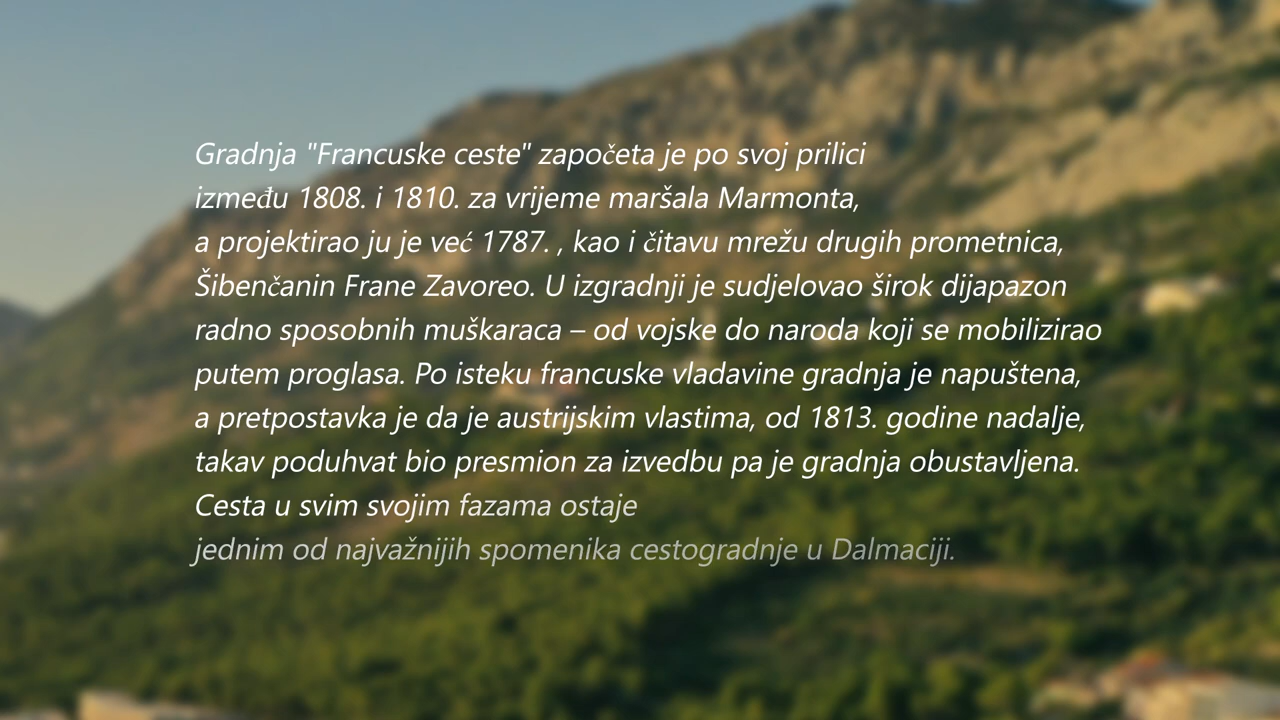 Gradnja "Francuske ceste" započeta je po svoj prilici
između 1808. i 1810. za vrijeme maršala Marmonta,
a projektirao ju je već 1787. , kao i čitavu mrežu drugih prometnica,
Šibenčanin Frane Zavoreo. U izgradnji je sudjelovao širok dijapazon
radno sposobnih muškaraca – od vojske do naroda koji se mobilizirao
putem proglasa. Po isteku francuske vladavine gradnja je napuštena,
a pretpostavka je da je austrijskim vlastima, od 1813. godine nadalje,
takav poduhvat bio presmion za izvedbu pa je gradnja obustavljena.
Cesta u svim svojim fazama ostaje
jednim od najvažnijih spomenika cestogradnje u Dalmaciji.